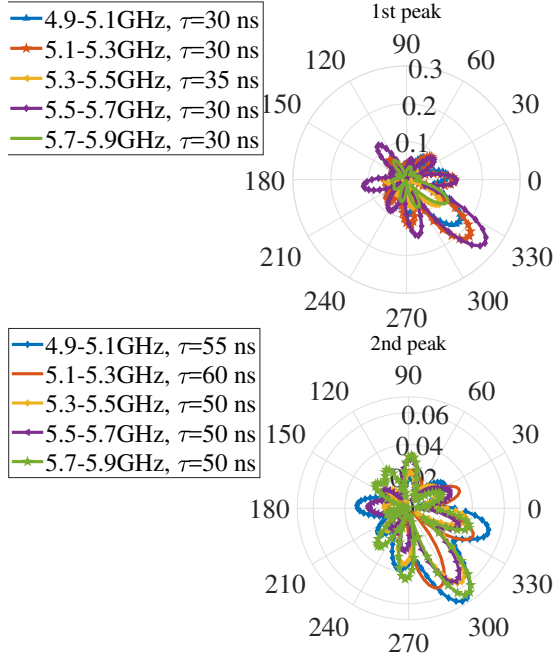 1st peak
4.9-5.1GHz, τ=30 ns
5.1-5.3GHz, τ=30 ns
5.3-5.5GHz, τ=35 ns
5.5-5.7GHz, τ=30 ns
5.7-5.9GHz, τ=30 ns
90
120
60
0.3
0.2
150
30
0.1
180
0
210
330
240
300
270
2nd peak
4.9-5.1GHz, τ=55 ns
5.1-5.3GHz, τ=60 ns
5.3-5.5GHz, τ=50 ns
5.5-5.7GHz, τ=50 ns
5.7-5.9GHz, τ=50 ns
90
120
60
0.06
150
30
0.04
0.02
180
0
210
330
240
300
270